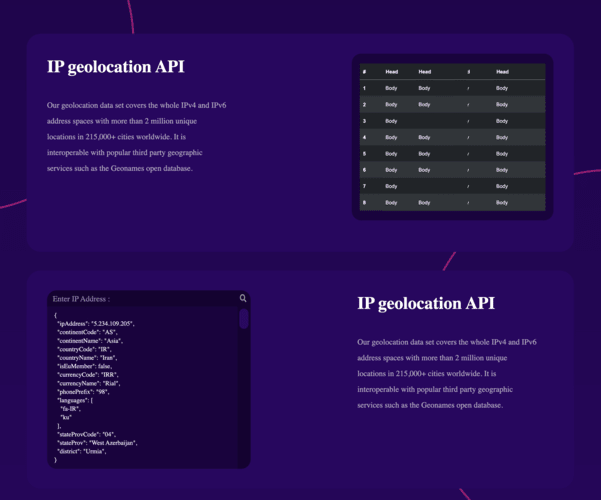 IP geolocation API
Our geolocation data set covers the whole IPv4 and IPv6
address spaces with more than 2 million unique
locations in 215,000+ cities worldwide. It is
interoperable with popular third party geographic
services such as the Geonames open database.
# Head Head # Head
1 Body Body / Body
2 Body Body / Body
3 Body / Body
4 Body Body / Body
5 Body Body / Body
6 Body Body / Body
7 Body / Body
8 Body Body / Body
Enter IP Address :
{
"ipAddress": "5.234.109.205",
"continentCode": "AS",
"continentName": "Asia",
"countryCode": "IR",
"countryName": "Iran",
"isEuMember": false,
"currencyCode": "IRR",
"currencyName": "Rial",
"phonePrefix": "98",
"languages": [
"fa-IR",
"ku"
],
"stateProvCode": "04",
"stateProv": "West Azerbaijan",
"district": "Urmia",
}
IP geolocation API
Our geolocation data set covers the whole IPv4 and IPv6
address spaces with more than 2 million unique
locations in 215,000+ cities worldwide. It is
interoperable with popular third party geographic
services such as the Geonames open database.